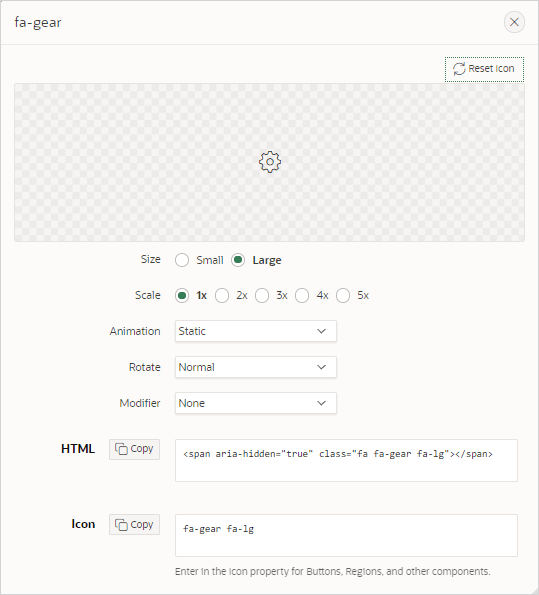 fa-gear
Reset Icon
Size Small Large
Scale 1x 2x 3x 4x 5x
Animation Static
Rotate Normal
Modifier None
HTML Copy <span aria-hidden="true" class="fa fa-gear fa-lg"></span>
Icon Copy fa-gear fa-lg
Enter in the Icon property for Buttons, Regions, and other components.